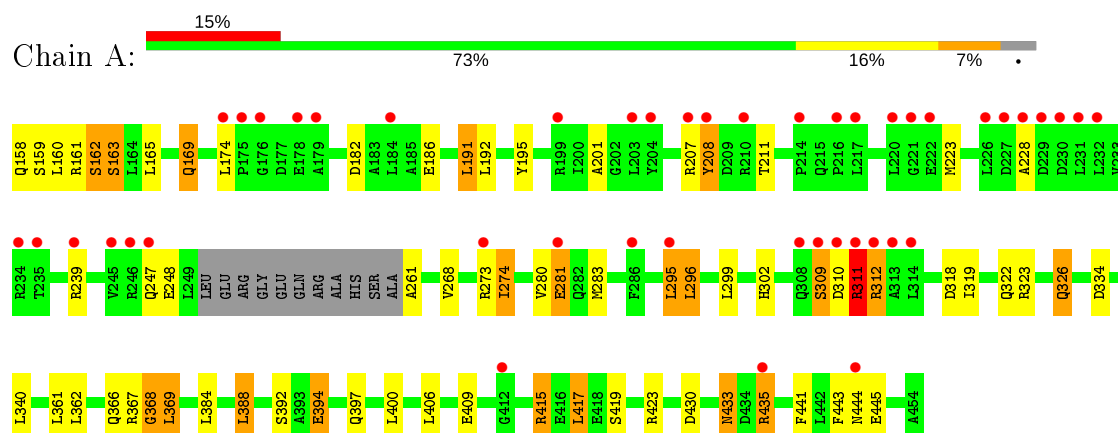 15%
Chain A:
73% 16% 7% •
Q158 S159 L160 R161 S162 S163 L164 L165 Q169 L174 P175 G176 D177 E178 A179 D182 A183 L184 A185 E186 L191 L192 Y195 R199 I200 A201 G202 L203 Y204 R207 Y208 D209 R210 T211 P214 Q215 P216 L217 L220 G221 E222 M223 L226 D227 A228 D229 D230 L231 L232 V233
R234 T235 R239 V245 R246 Q247 E248 L249 LEU GLU ARG GLY GLU GLN ARG ALA HIS SER ALA A261 V268 R273 I274 V280 E281 Q282 M283 F286 L295 L296 L299 H302 Q308 S309 D310 R311 R312 A313 L314 D318 I319 Q322 R323 Q326 D334
L340 L361 L362 Q366 R367 G368 L369 L384 L388 S392 A393 E394 Q397 L400 L406 E409 G412 R415 E416 L417 E418 S419 R423 D430 N433 D434 R435 F441 L442 F443 N444 E445 A454